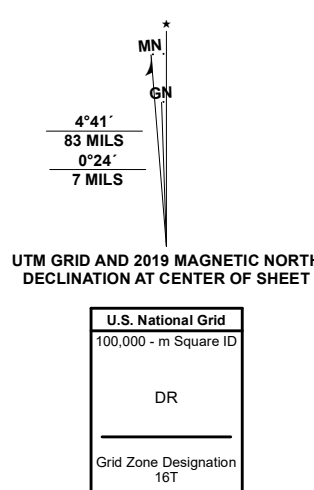 MN
GN
4°41´
83 MILS
0°24´
7 MILS
UTM GRID AND 2019 MAGNETIC NORTH
DECLINATION AT CENTER OF SHEET
U.S. National Grid
100,000 - m Square ID
DR
Grid Zone Designation
16T